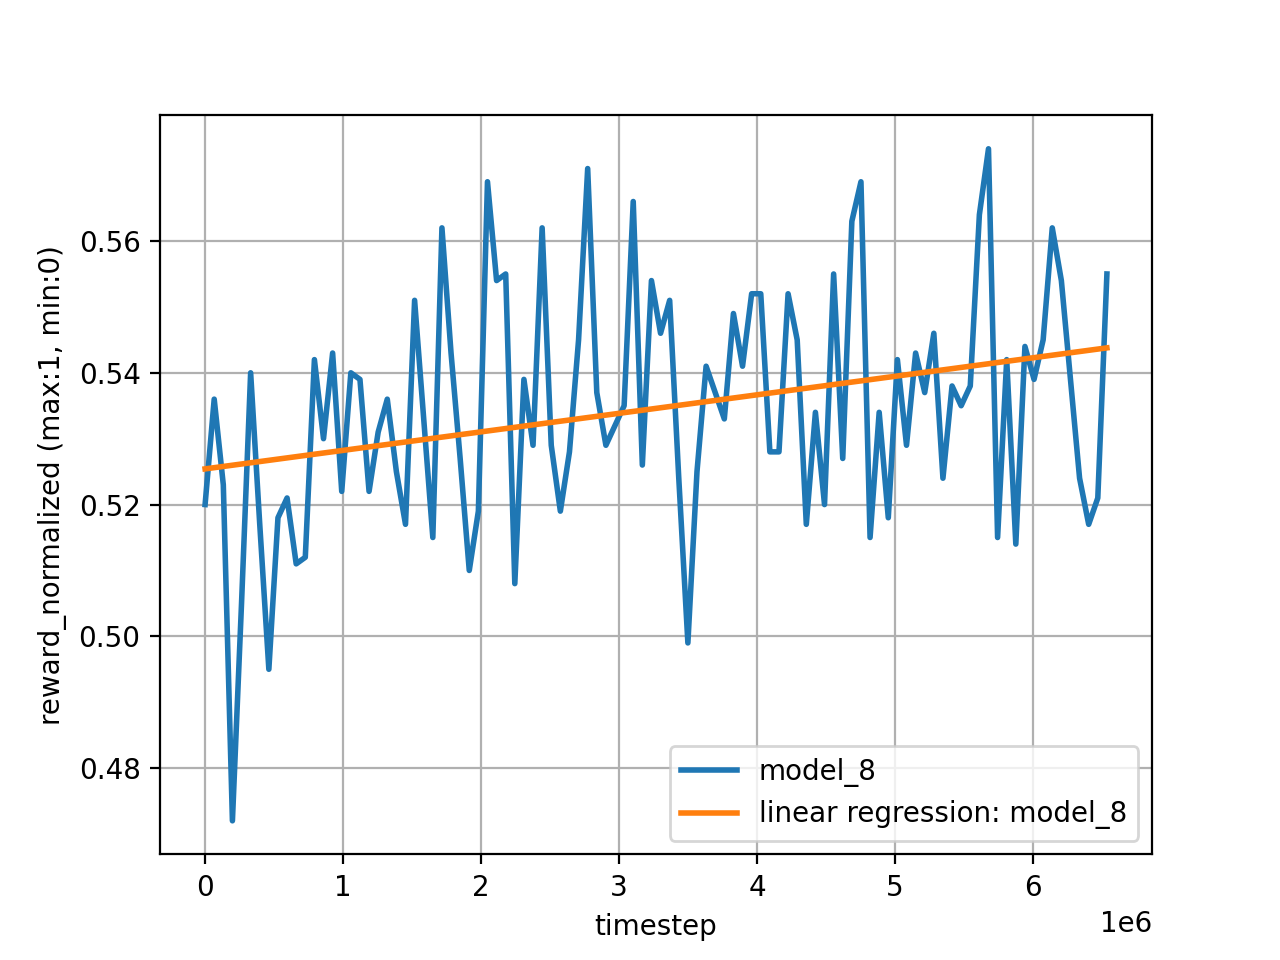 reward_normalized (max:1, min:0)
0.56
0.54
0.52
0.50
0.48
model_8
linear regression: model_8
0 1 2 3 4 5 6
1e6
timestep